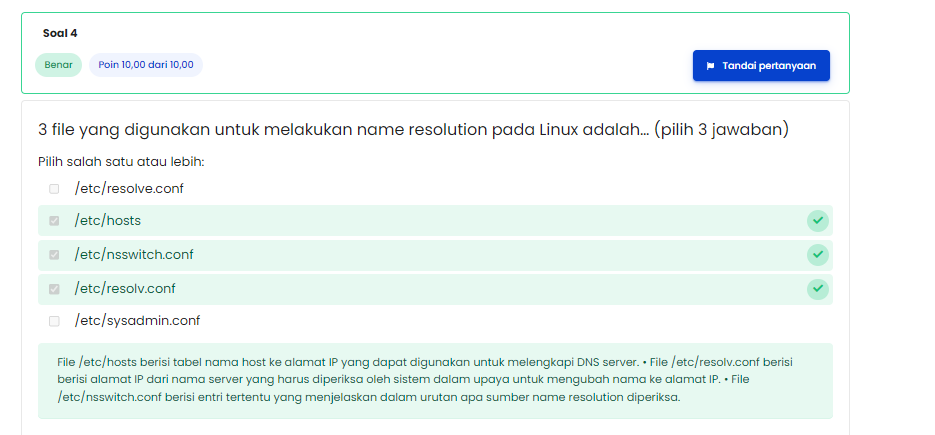 Soal 4
Benar
Poin 10,00 dari 10,00
Tandai pertanyaan
3 file yang digunakan untuk melakukan name resolution pada Linux adalah... (pilih 3 jawaban)
Pilih salah satu atau lebih:
/etc/resolve.conf
/etc/hosts
/etc/nsswitch.conf
/etc/resolv.conf
/etc/sysadmin.conf
File /etc/hosts berisi tabel nama host ke alamat IP yang dapat digunakan untuk melengkapi DNS server. • File /etc/resolv.conf berisi
berisi alamat IP dari nama server yang harus diperiksa oleh sistem dalam upaya untuk mengubah nama ke alamat IP. • File
/etc/nsswitch.conf berisi entri tertentu yang menjelaskan dalam urutan apa sumber name resolution diperiksa.